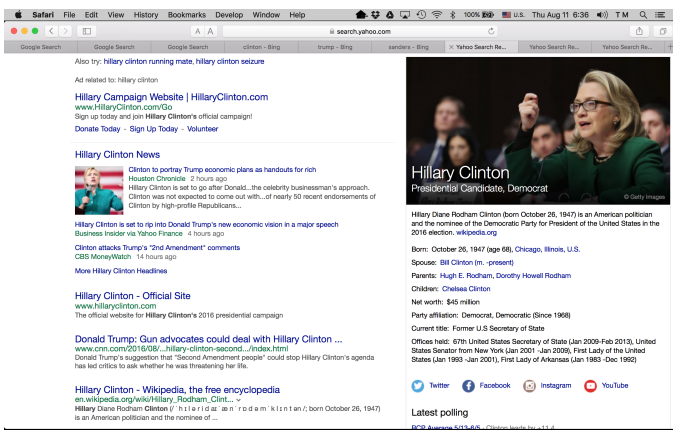 Safari File Edit View History Bookmarks Develop Window Help 100% U.S. Thu Aug 11 6:36 T M
search.yahoo.com
Google Search Google Search Google Search clinton - Bing trump - Bing sanders - Bing × Yahoo Search Re... Yahoo Search Re... Yahoo Search Re... +
Also try: hillary clinton running mate, hillary clinton seizure
Ad related to: hillary clinton
Hillary Campaign Website | HillaryClinton.com
www.HillaryClinton.com/Go
Sign up today and join Hillary Clinton's official campaign!
Donate Today - Sign Up Today - Volunteer
Hillary Clinton News
Clinton to portray Trump economic plans as handouts for rich
Houston Chronicle 2 hours ago
Hillary Clinton is set to go after Donald...the celebrity businessman's approach.
Clinton was not expected to come out with...of nearly 50 recent endorsements of
Clinton by high-profile Republicans...
Hillary Clinton is set to rip into Donald Trump's new economic vision in a major speech
Business Insider via Yahoo Finance 4 hours ago
Clinton attacks Trump's "2nd Amendment" comments
CBS MoneyWatch 14 hours ago
More Hillary Clinton Headlines
Hillary Clinton - Official Site
www.hillaryclinton.com
The official website for Hillary Clinton's 2016 presidential campaign
Donald Trump: Gun advocates could deal with Hillary Clinton ...
www.cnn.com/2016/08/...hillary-clinton-second.../index.html
Donald Trump's suggestion that "Second Amendment people" could stop Hillary Clinton's agenda
has led critics to ask whether he was threatening her life.
Hillary Clinton - Wikipedia, the free encyclopedia
en.wikipedia.org/wiki/Hillary_Rodham_Clint...
Hillary Diane Rodham Clinton (/ˈhɪləri daɪˈæn ˈrɒdəm ˈklɪntən/; born October 26, 1947)
is an American politician and the nominee of ...
Hillary Clinton
Presidential Candidate, Democrat
© Getty Images
Hillary Diane Rodham Clinton (born October 26, 1947) is an American politician
and the nominee of the Democratic Party for President of the United States in the
2016 election. wikipedia.org
Born: October 26, 1947 (age 68), Chicago, Illinois, U.S.
Spouse: Bill Clinton (m. -present)
Parents: Hugh E. Rodham, Dorothy Howell Rodham
Children: Chelsea Clinton
Net worth: $45 million
Party affiliation: Democrat, Democratic (Since 1968)
Current title: Former U.S Secretary of State
Offices held: 67th United States Secretary of State (Jan 2009-Feb 2013), United
States Senator from New York (Jan 2001 -Jan 2009), First Lady of the United
States (Jan 1993 -Jan 2001), First Lady of Arkansas (Jan 1983 -Dec 1992)
Twitter Facebook Instagram YouTube
Latest polling
RCP Average 5/13-6/5 - Clinton leads by +11.4